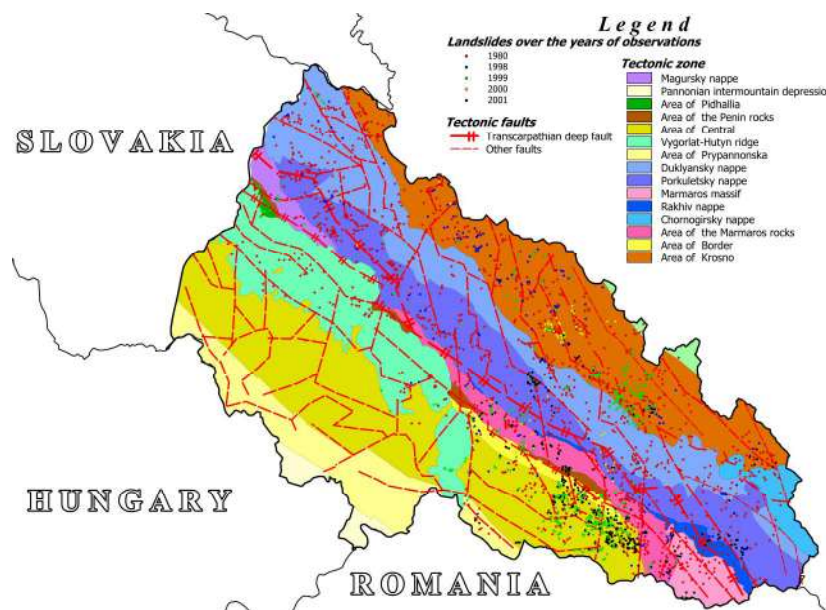 Legend
Landslides over the years of observations
1980
1998
1999
2000
2001
Tectonic faults
Transcarpathian deep fault
Other faults
Tectonic zone
Magursky nappe
Pannonian intermountain depressio
Area of Pidhallia
Area of the Penin rocks
Area of Central
Vygorlat-Hutyn ridge
Area of Prypannonska
Duklyansky nappe
Porkuletsky nappe
Marmaros massif
Rakhiv nappe
Chornogirsky nappe
Area of the Marmaros rocks
Area of Border
Area of Krosno
SLOVAKIA
HUNGARY
ROMANIA